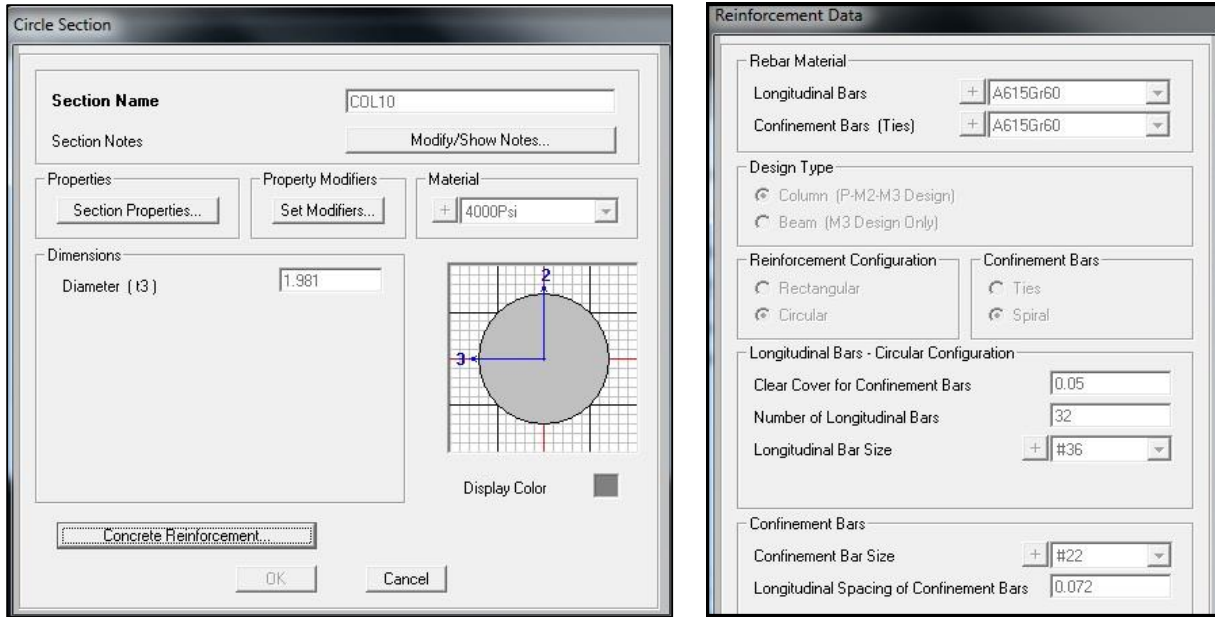 Circle Section
Section Name COL10
Section Notes Modify/Show Notes...
Properties Property Modifiers Material
Section Properties... Set Modifiers... + 4000Psi
Dimensions
Diameter ( t3 ) 1.981
2
3
Display Color
Concrete Reinforcement...
OK Cancel
Reinforcement Data
Rebar Material
Longitudinal Bars + A615Gr60
Confinement Bars (Ties) + A615Gr60
Design Type
Column (P-M2-M3 Design)
Beam (M3 Design Only)
Reinforcement Configuration Confinement Bars
Rectangular Ties
Circular Spiral
Longitudinal Bars - Circular Configuration
Clear Cover for Confinement Bars 0.05
Number of Longitudinal Bars 32
Longitudinal Bar Size + #36
Confinement Bars
Confinement Bar Size + #22
Longitudinal Spacing of Confinement Bars 0.072